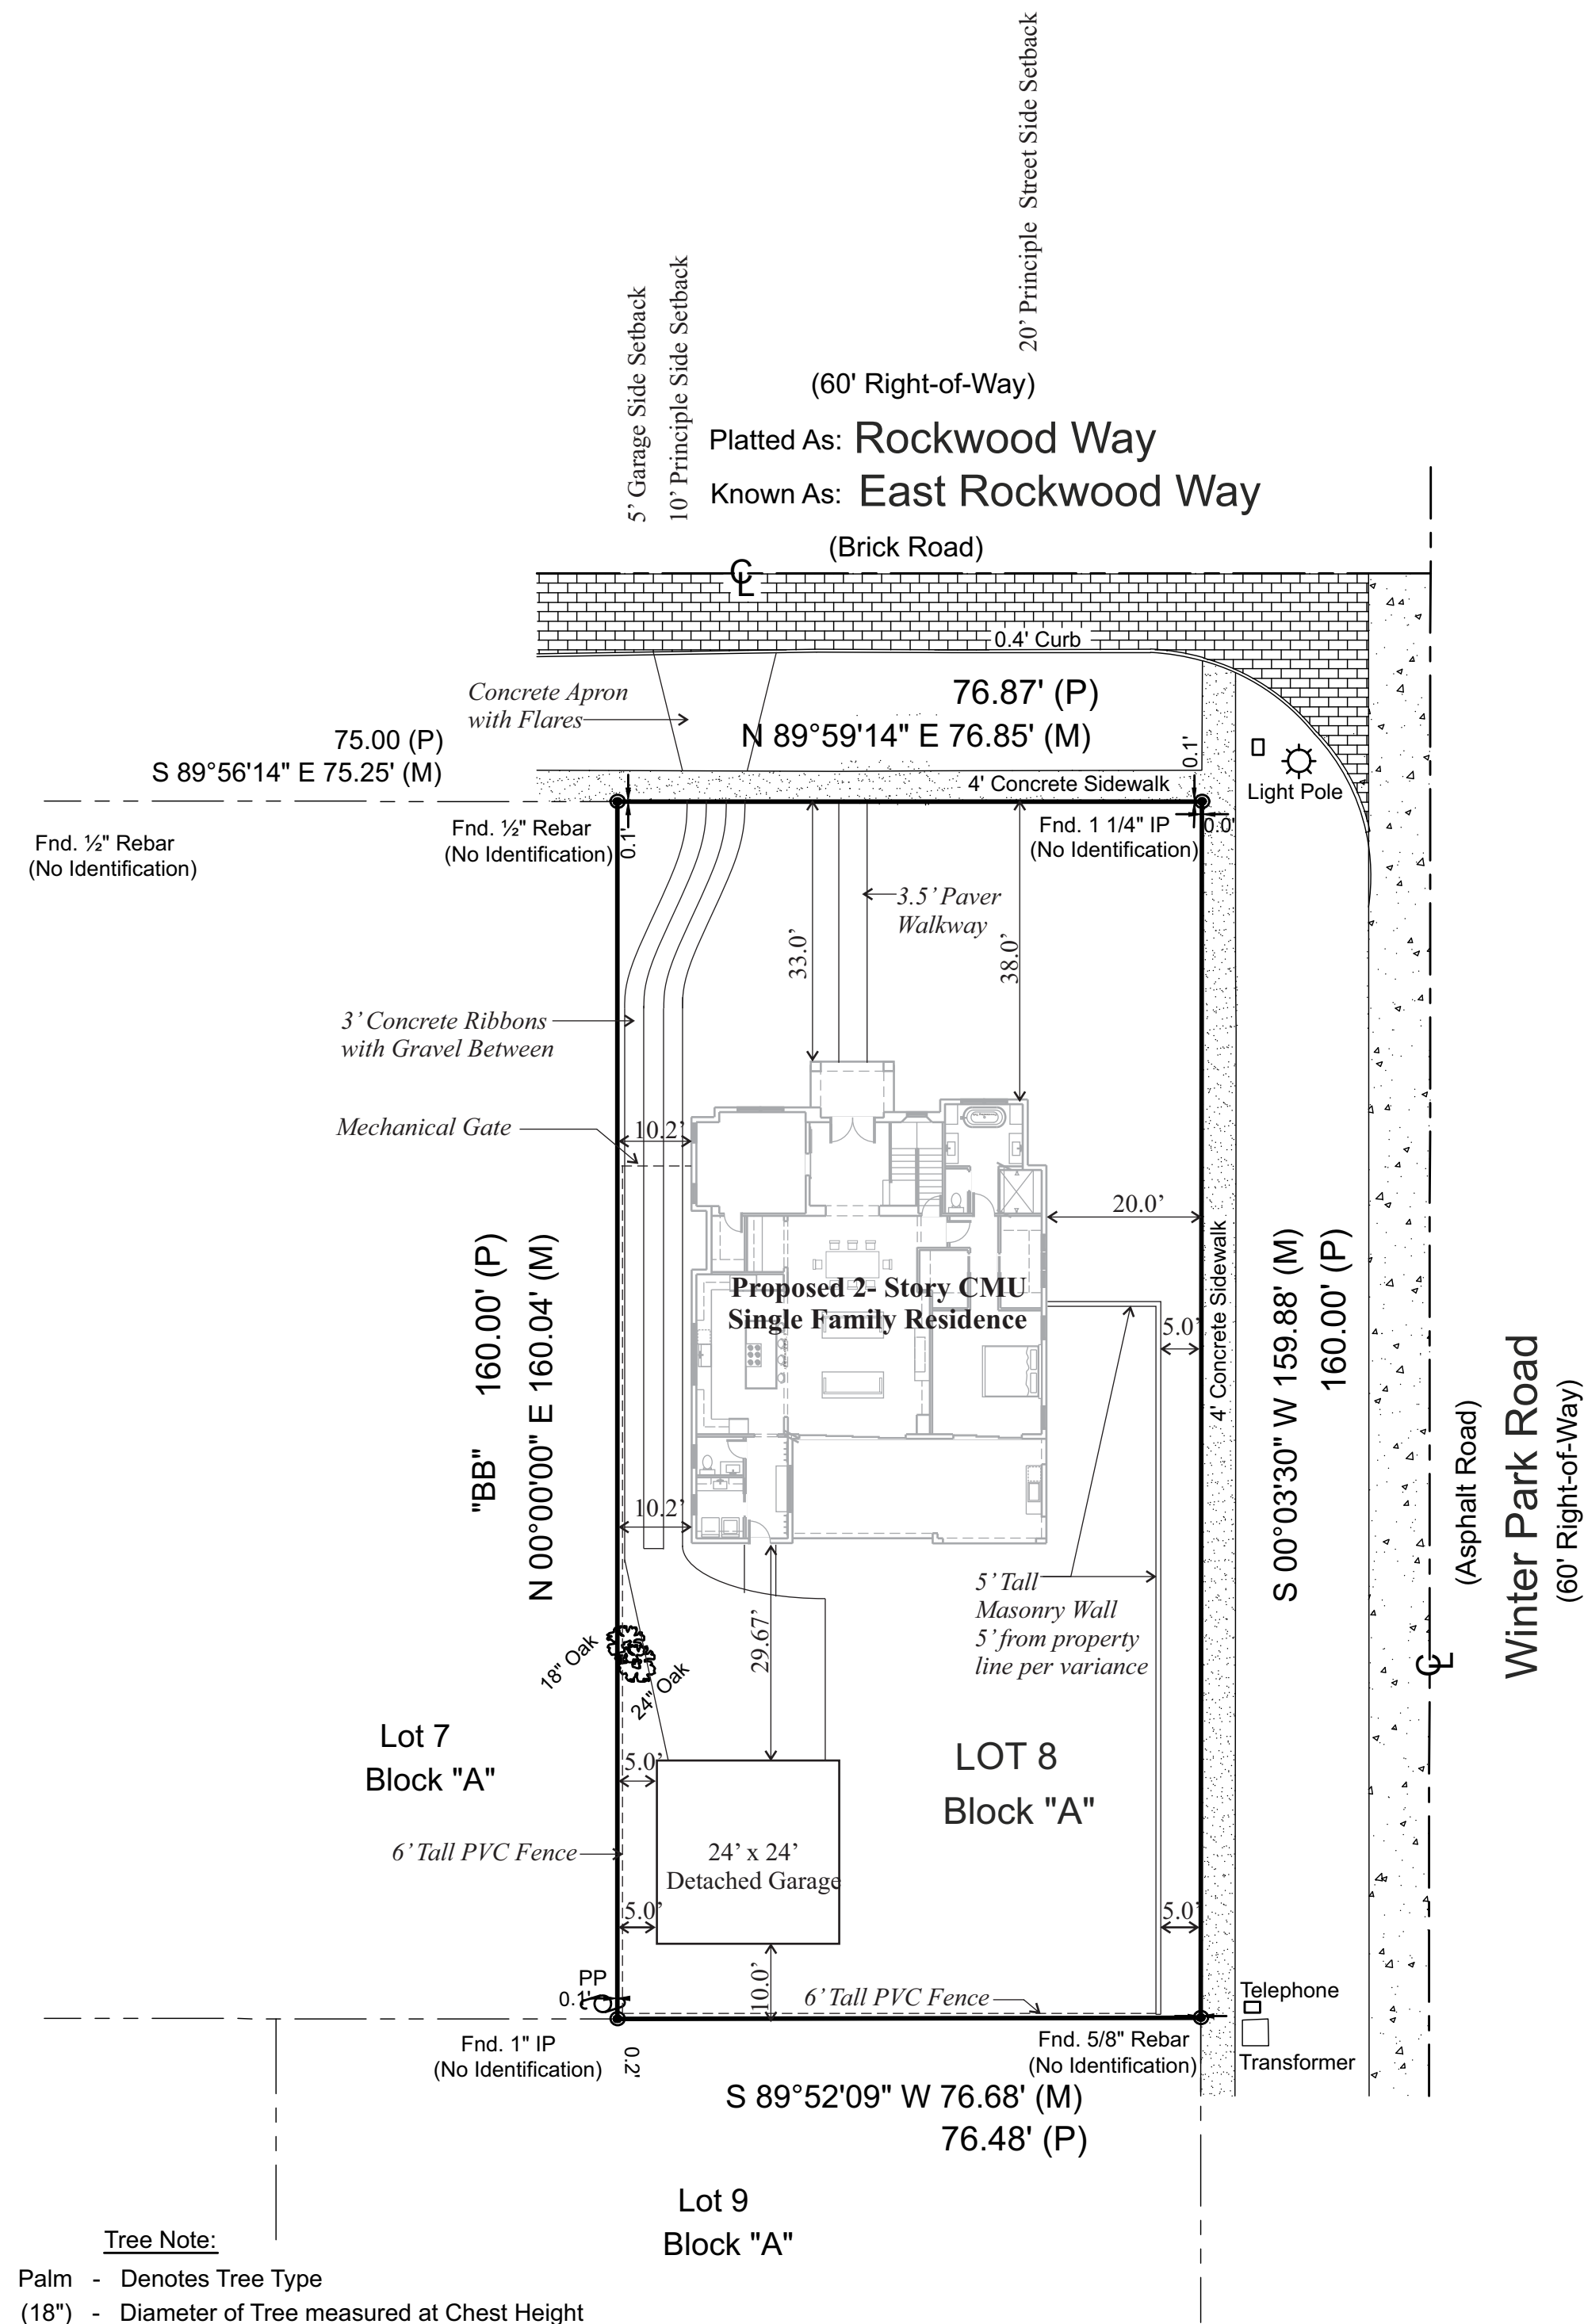 20’ Principle Street Side Setback
5’ Garage Side Setback
10’ Principle Side Setback
(60' Right-of-Way)
Platted As: Rockwood Way
Known As: East Rockwood Way
(Brick Road)
CL
0.4' Curb
Concrete Apron
with Flares
76.87' (P)
N 89°59'14" E 76.85' (M)
75.00 (P)
S 89°56'14" E 75.25' (M)
0.1'
4' Concrete Sidewalk
Light Pole
Fnd. ½" Rebar
(No Identification)
Fnd. ½" Rebar
(No Identification)
0.1'
Fnd. 1 1/4" IP
(No Identification)
0.0'
3.5’ Paver
Walkway
33.0’
38.0’
3’ Concrete Ribbons
with Gravel Between
Mechanical Gate
10.2’
20.0’
"BB" 160.00' (P)
N 00°00'00" E 160.04' (M)
Proposed 2- Story CMU
Single Family Residence
5.0’
4' Concrete Sidewalk
S 00°03'30" W 159.88' (M)
160.00' (P)
(Asphalt Road)
Winter Park Road
(60' Right-of-Way)
10.2’
5’ Tall
Masonry Wall
5’ from property
line per variance
29.67’
18" Oak
24" Oak
CL
Lot 7
Block "A"
5.0’
LOT 8
Block "A"
6’ Tall PVC Fence
24’ x 24’
Detached Garage
5.0’
5.0’
PP
0.1'
10.0’
6’ Tall PVC Fence
Telephone
Transformer
Fnd. 1" IP
(No Identification)
0.2'
Fnd. 5/8" Rebar
(No Identification)
S 89°52'09" W 76.68' (M)
76.48' (P)
Lot 9
Block "A"
Tree Note:
Palm - Denotes Tree Type
(18") - Diameter of Tree measured at Chest Height